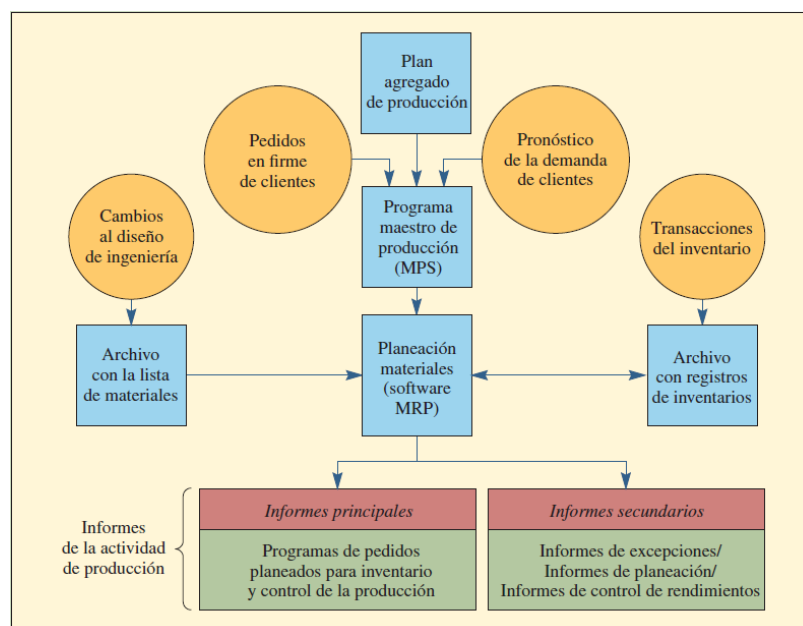 Plan
agregado
de producción
Pedidos
en firme
de clientes
Pronóstico
de la demanda
de clientes
Cambios
al diseño
de ingeniería
Programa
maestro de
producción
(MPS)
Transacciones
del inventario
Archivo
con la lista
de materiales
Planeación
materiales
(software
MRP)
Archivo
con registros
de inventarios
Informes
de la actividad
de producción
Informes principales
Programas de pedidos
planeados para inventario
y control de la producción
Informes secundarios
Informes de excepciones/
Informes de planeación/
Informes de control de rendimientos